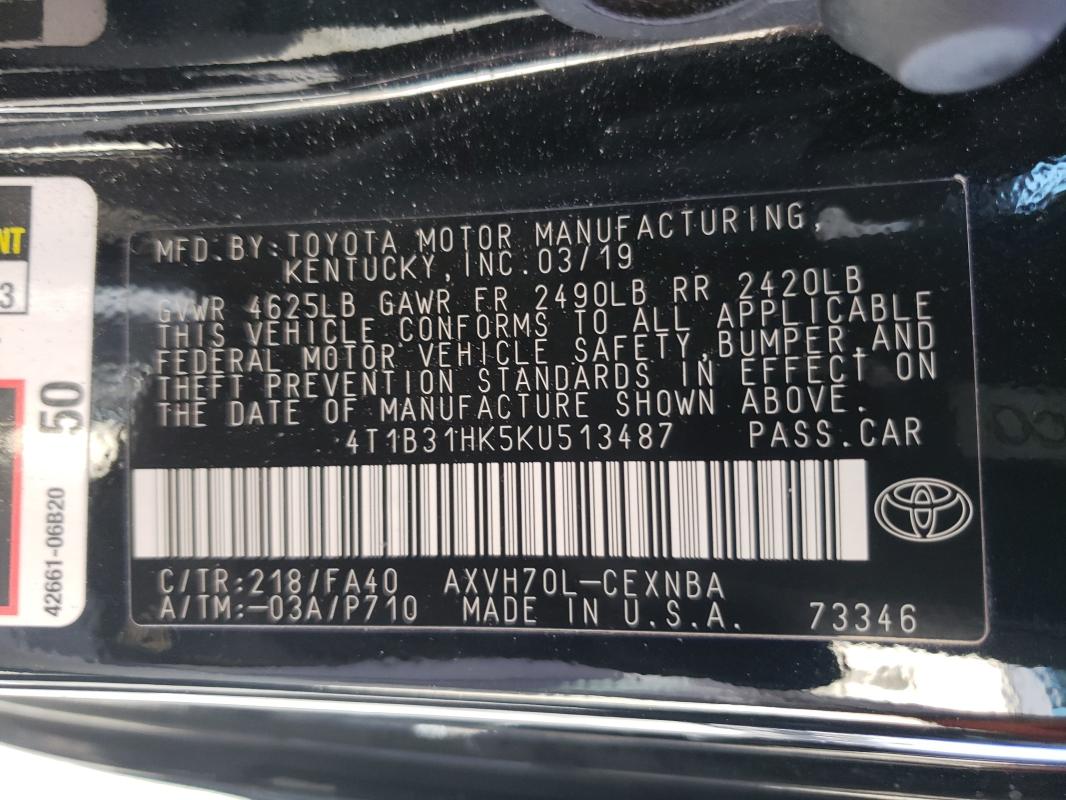 MFD.BY:TOYOTA MOTOR MANUFACTURING,
KENTUCKY,INC.03/19
GVWR 4625LB GAWR FR 2490LB RR 2420LB
THIS VEHICLE CONFORMS TO ALL APPLICABLE
FEDERAL MOTOR VEHICLE SAFETY,BUMPER,AND
THEFT PREVENTION STANDARDS IN EFFECT ON
THE DATE OF MANUFACTURE SHOWN ABOVE.
4T1B31HK5KU513487 PASS.CAR
C/TR:218/FA40 AXVH70L-CEXNBA
A/TM:-03A/P710 MADE IN U.S.A. 73346
NT
3
50
42661-06B20